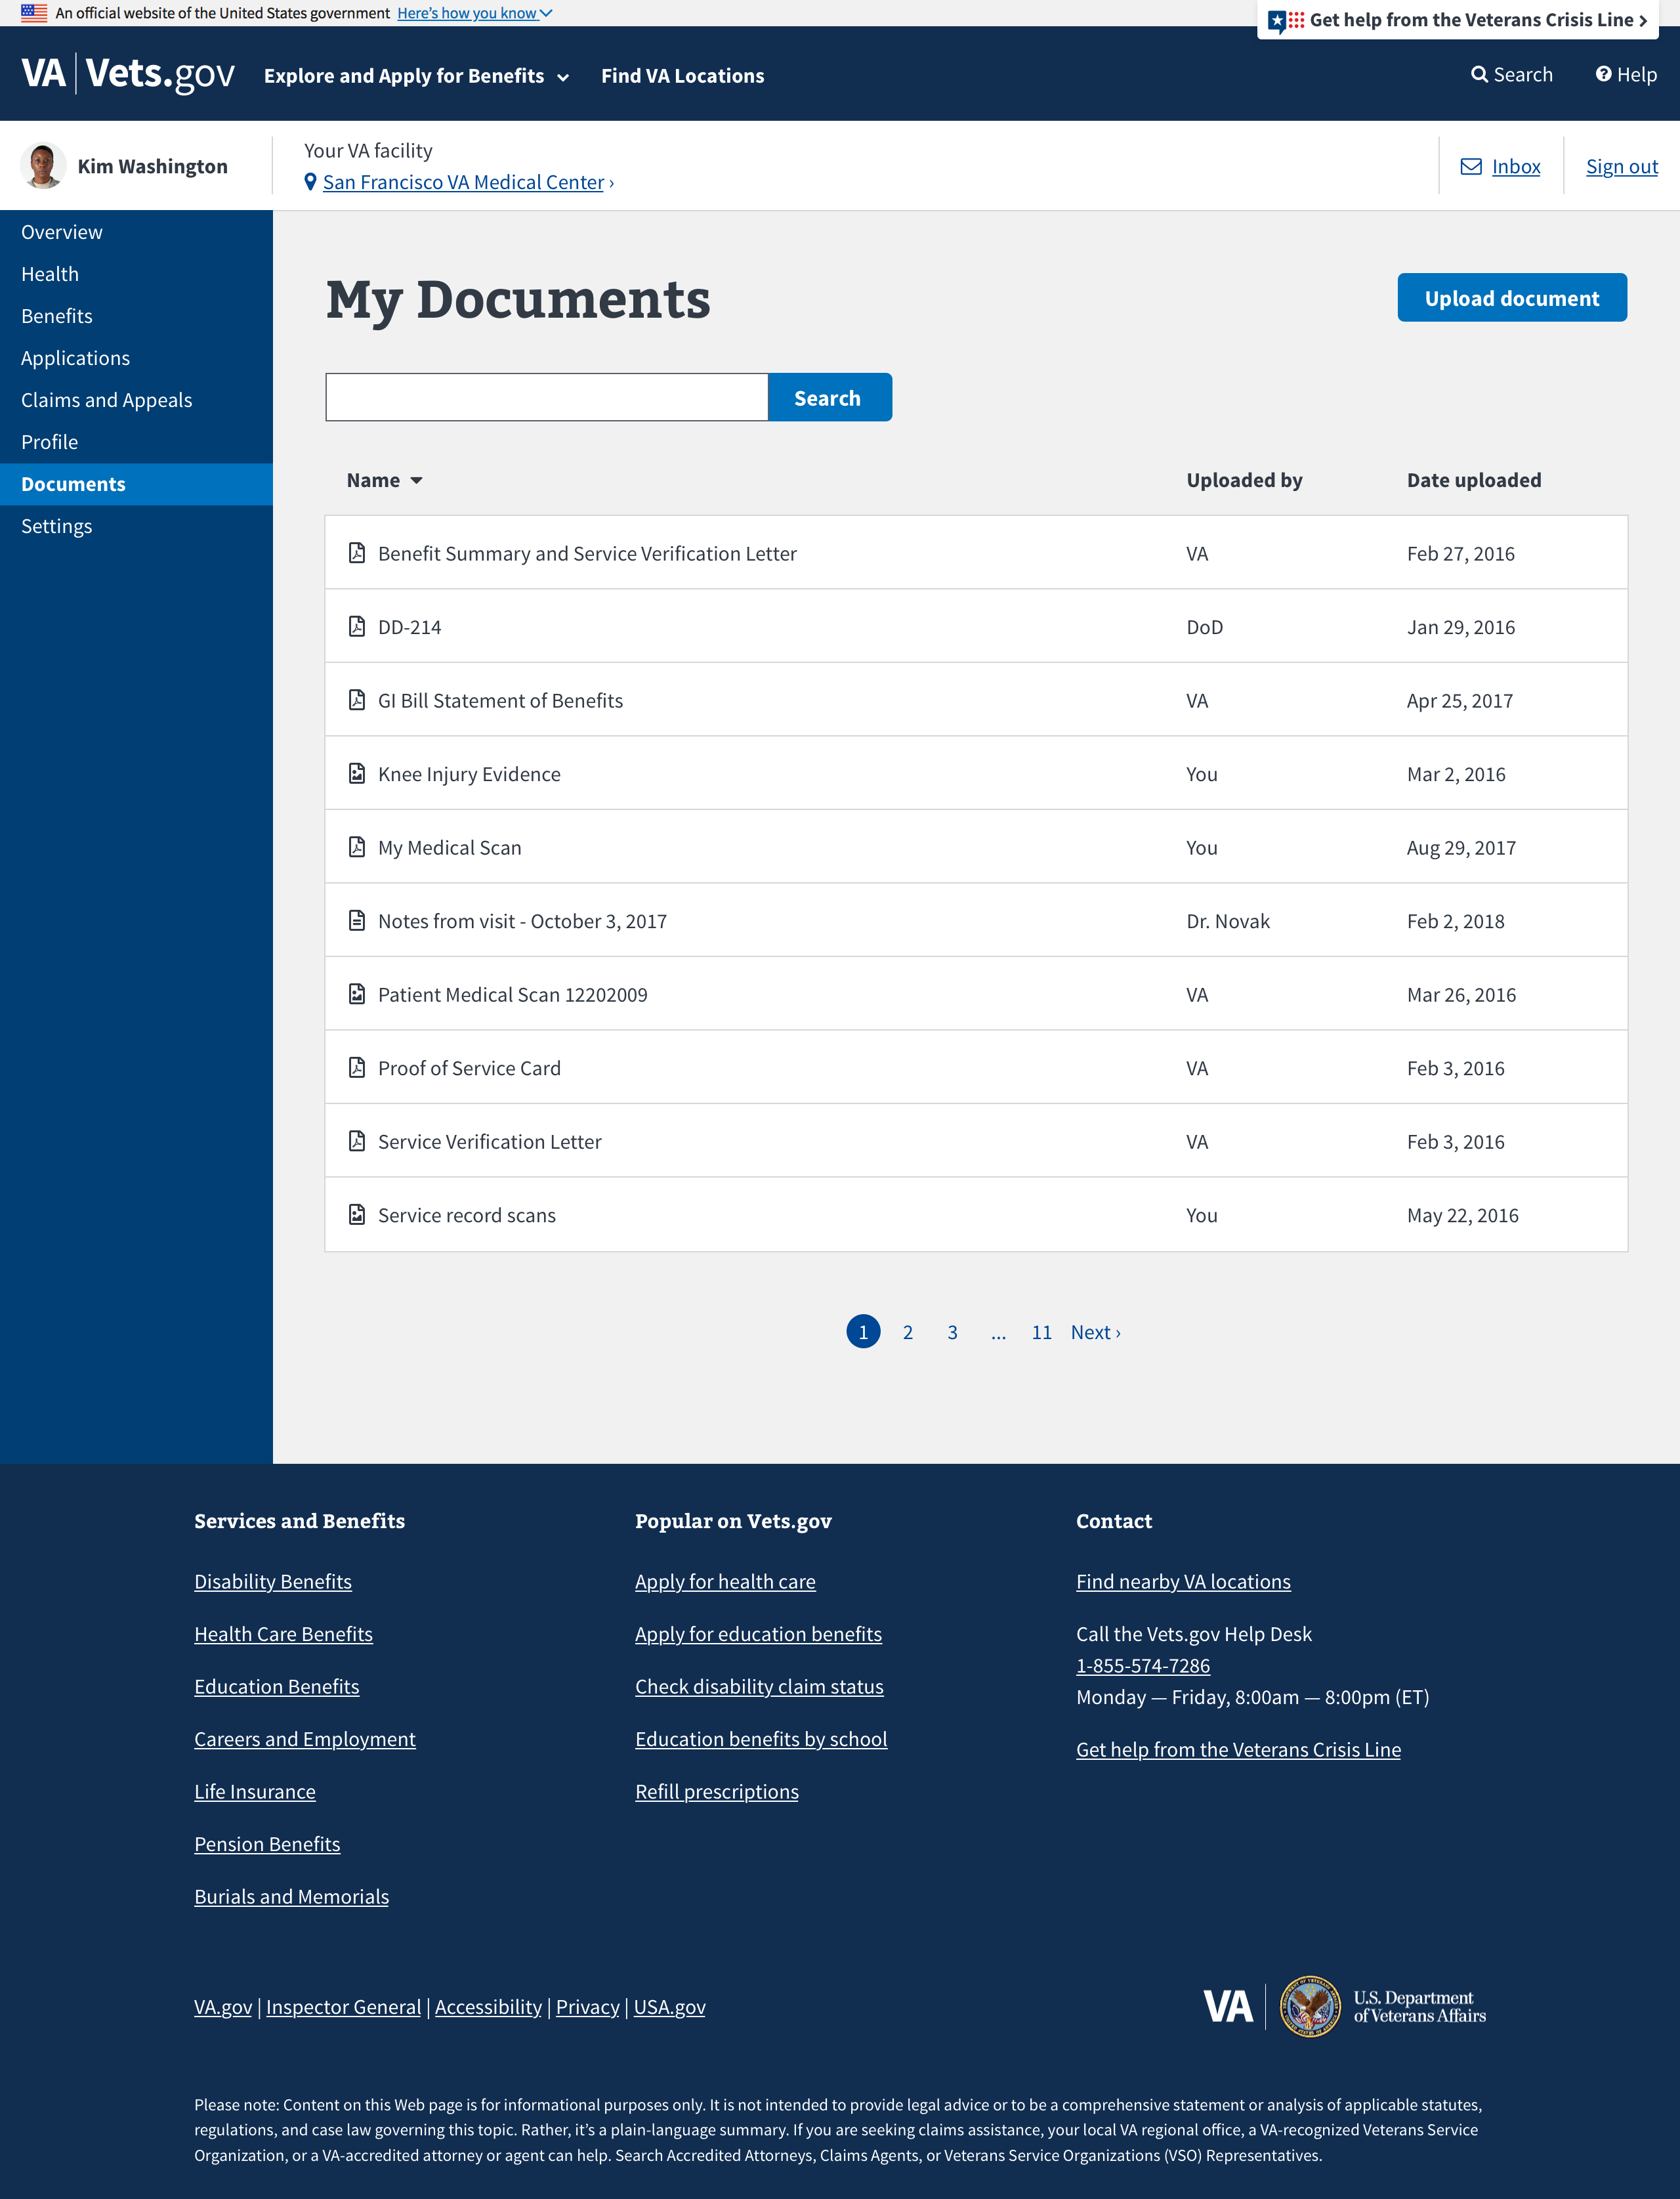 An official website of the United States government Here's how you know
Get help from the Veterans Crisis Line ›
VA | Vets.gov Explore and Apply for Benefits Find VA Locations Search Help
Kim Washington
Your VA facility
San Francisco VA Medical Center ›
Inbox Sign out
Overview
Health
Benefits
Applications
Claims and Appeals
Profile
Documents
Settings
My Documents
Upload document
Search
Name Uploaded by Date uploaded
Benefit Summary and Service Verification Letter VA Feb 27, 2016
DD-214 DoD Jan 29, 2016
GI Bill Statement of Benefits VA Apr 25, 2017
Knee Injury Evidence You Mar 2, 2016
My Medical Scan You Aug 29, 2017
Notes from visit - October 3, 2017 Dr. Novak Feb 2, 2018
Patient Medical Scan 12202009 VA Mar 26, 2016
Proof of Service Card VA Feb 3, 2016
Service Verification Letter VA Feb 3, 2016
Service record scans You May 22, 2016
1 2 3 ... 11 Next ›
Services and Benefits
Disability Benefits
Health Care Benefits
Education Benefits
Careers and Employment
Life Insurance
Pension Benefits
Burials and Memorials
Popular on Vets.gov
Apply for health care
Apply for education benefits
Check disability claim status
Education benefits by school
Refill prescriptions
Contact
Find nearby VA locations
Call the Vets.gov Help Desk
1-855-574-7286
Monday — Friday, 8:00am — 8:00pm (ET)
Get help from the Veterans Crisis Line
VA.gov | Inspector General | Accessibility | Privacy | USA.gov
VA
U.S. Department
of Veterans Affairs
Please note: Content on this Web page is for informational purposes only. It is not intended to provide legal advice or to be a comprehensive statement or analysis of applicable statutes,
regulations, and case law governing this topic. Rather, it's a plain-language summary. If you are seeking claims assistance, your local VA regional office, a VA-recognized Veterans Service
Organization, or a VA-accredited attorney or agent can help. Search Accredited Attorneys, Claims Agents, or Veterans Service Organizations (VSO) Representatives.